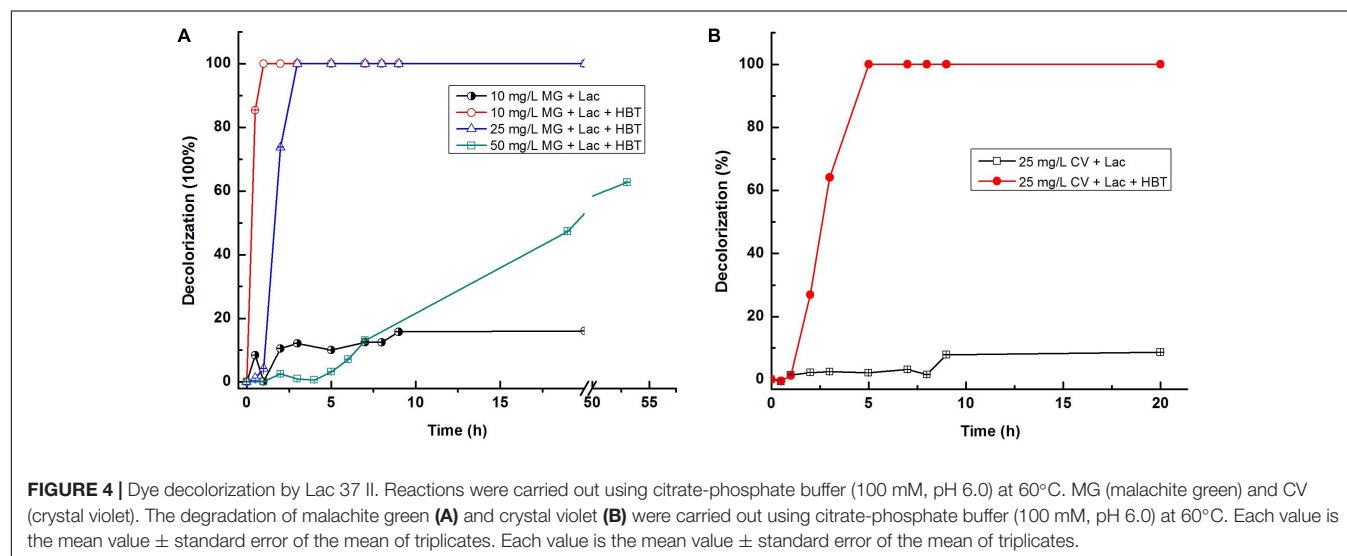 A
Decolorization (100%)
100
80
60
40
20
0
10 mg/L MG + Lac
10 mg/L MG + Lac + HBT
25 mg/L MG + Lac + HBT
50 mg/L MG + Lac + HBT
0 5 10 15 50 55
Time (h)
B
Decolorization (%)
100
80
60
40
20
0
25 mg/L CV + Lac
25 mg/L CV + Lac + HBT
0 5 10 15 20
Time (h)
FIGURE 4 | Dye decolorization by Lac 37 II. Reactions were carried out using citrate-phosphate buffer (100 mM, pH 6.0) at 60°C. MG (malachite green) and CV
(crystal violet). The degradation of malachite green (A) and crystal violet (B) were carried out using citrate-phosphate buffer (100 mM, pH 6.0) at 60°C. Each value is
the mean value ± standard error of the mean of triplicates. Each value is the mean value ± standard error of the mean of triplicates.